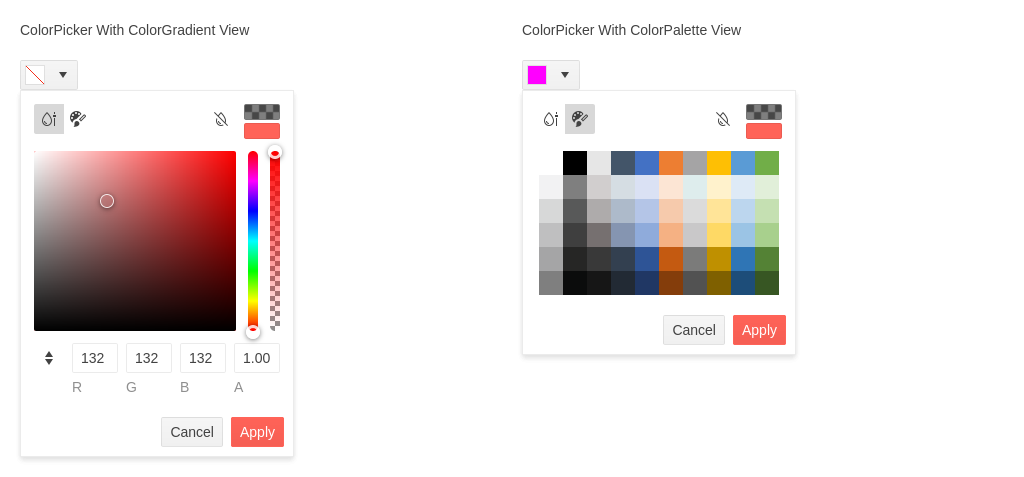 ColorPicker With ColorGradient View
132 132 132 1.00
R G B A
Cancel Apply
ColorPicker With ColorPalette View
Cancel Apply